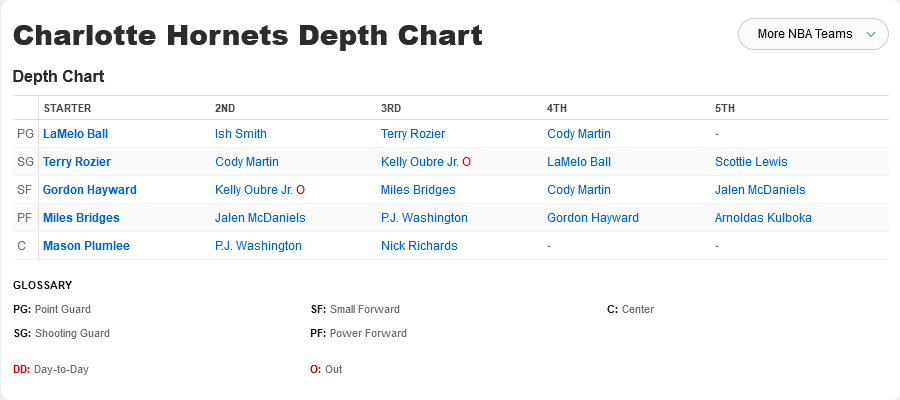 Charlotte Hornets Depth Chart
More NBA Teams
Depth Chart
STARTER 2ND 3RD 4TH 5TH
PG LaMelo Ball Ish Smith Terry Rozier Cody Martin -
SG Terry Rozier Cody Martin Kelly Oubre Jr. O LaMelo Ball Scottie Lewis
SF Gordon Hayward Kelly Oubre Jr. O Miles Bridges Cody Martin Jalen McDaniels
PF Miles Bridges Jalen McDaniels P.J. Washington Gordon Hayward Arnoldas Kulboka
C Mason Plumlee P.J. Washington Nick Richards - -
GLOSSARY
PG: Point Guard SF: Small Forward C: Center
SG: Shooting Guard PF: Power Forward
DD: Day-to-Day O: Out